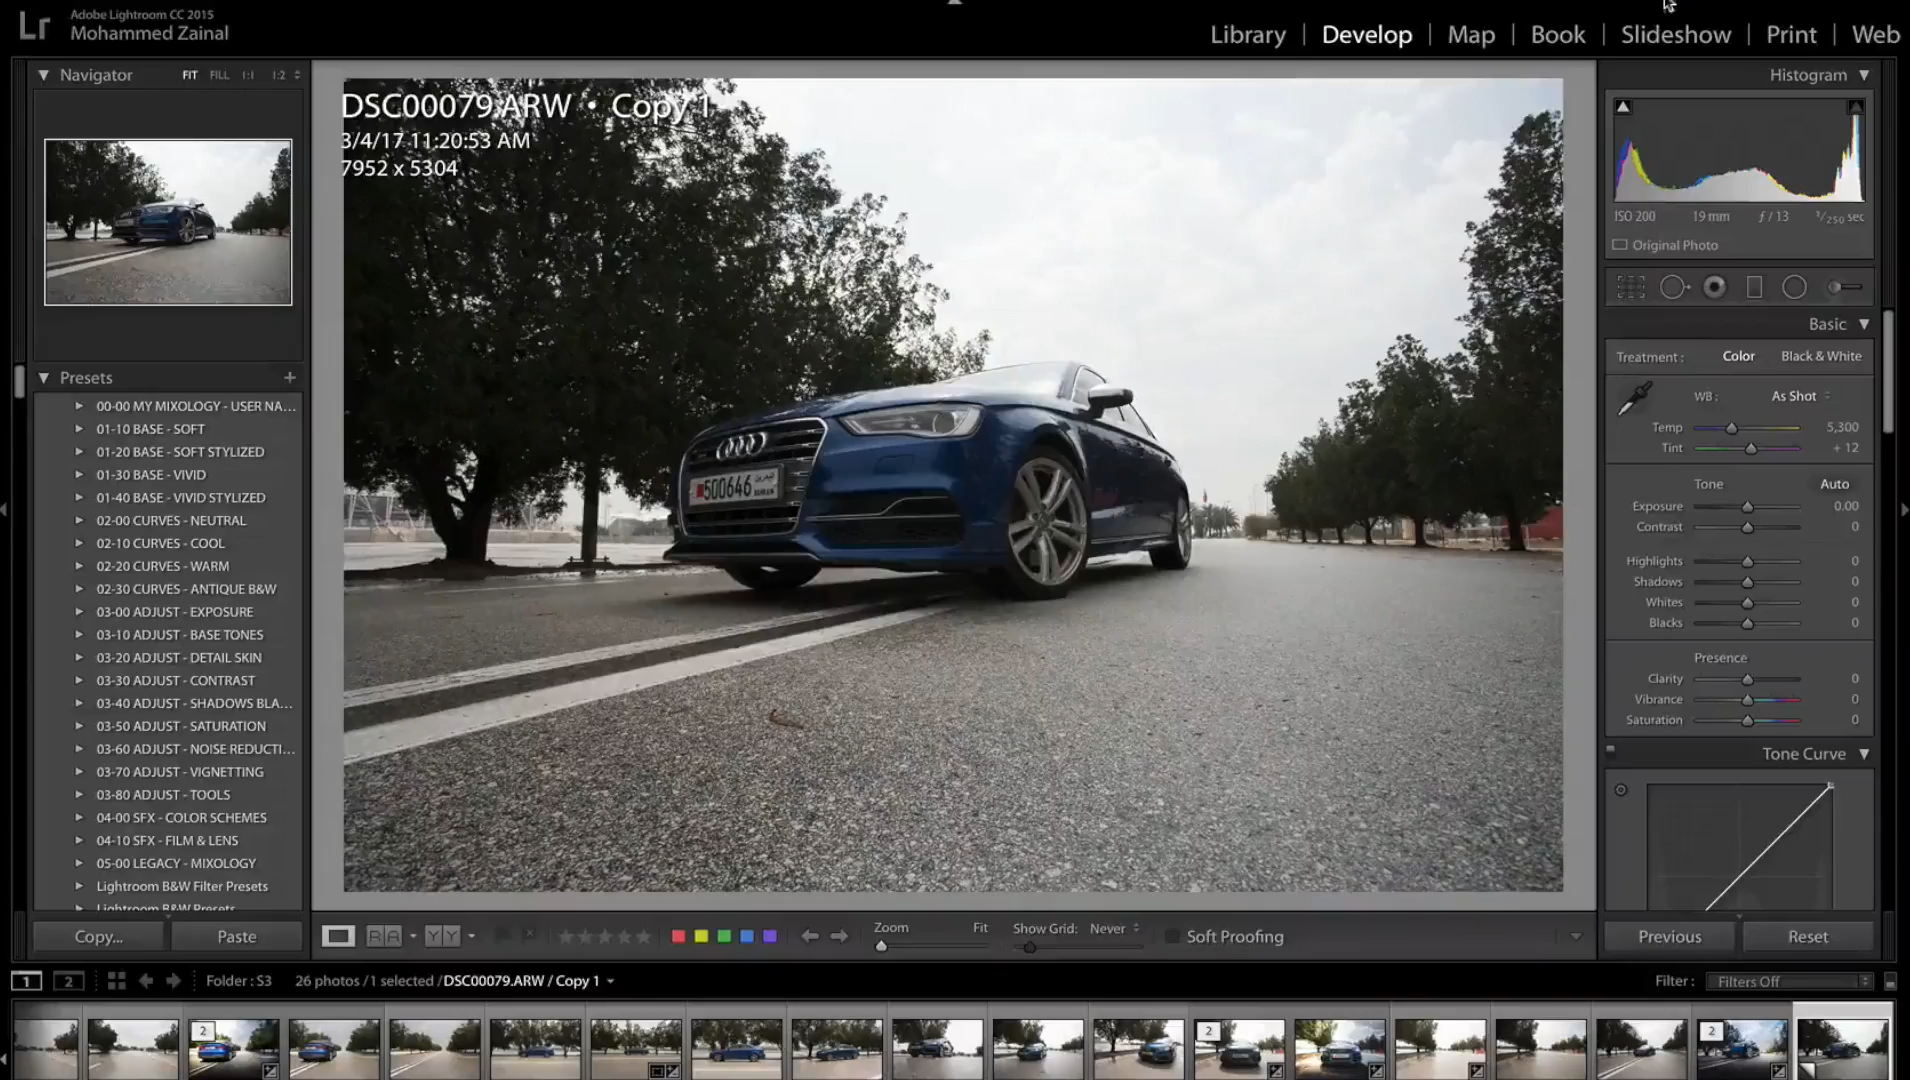 Lr
Adobe Lightroom CC 2015
Mohammed Zainal
Library | Develop | Map | Book | Slideshow | Print | Web
Navigator FIT FILL 1:1 1:2
Presets +
00-00 MY MIXOLOGY - USER NA...
01-10 BASE - SOFT
01-20 BASE - SOFT STYLIZED
01-30 BASE - VIVID
01-40 BASE - VIVID STYLIZED
02-00 CURVES - NEUTRAL
02-10 CURVES - COOL
02-20 CURVES - WARM
02-30 CURVES - ANTIQUE B&W
03-00 ADJUST - EXPOSURE
03-10 ADJUST - BASE TONES
03-20 ADJUST - DETAIL SKIN
03-30 ADJUST - CONTRAST
03-40 ADJUST - SHADOWS BLA...
03-50 ADJUST - SATURATION
03-60 ADJUST - NOISE REDUCTI...
03-70 ADJUST - VIGNETTING
03-80 ADJUST - TOOLS
04-00 SFX - COLOR SCHEMES
04-10 SFX - FILM & LENS
05-00 LEGACY - MIXOLOGY
Lightroom B&W Filter Presets
Lightroom B&W Presets
Copy... Paste
DSC00079.ARW • Copy 1
3/4/17 11:20:53 AM
7952 x 5304
500646 البحرين
BAHRAIN
Histogram
ISO 200 19 mm ƒ / 13 1/250 sec
Original Photo
Basic
Treatment : Color Black & White
WB : As Shot
Temp 5,300
Tint + 12
Tone Auto
Exposure 0.00
Contrast 0
Highlights 0
Shadows 0
Whites 0
Blacks 0
Presence
Clarity 0
Vibrance 0
Saturation 0
Tone Curve
Previous Reset
RA YY Zoom Fit Show Grid: Never Soft Proofing
1 2 Folder : S3 26 photos / 1 selected / DSC00079.ARW / Copy 1 Filter : Filters Off
2
2
2